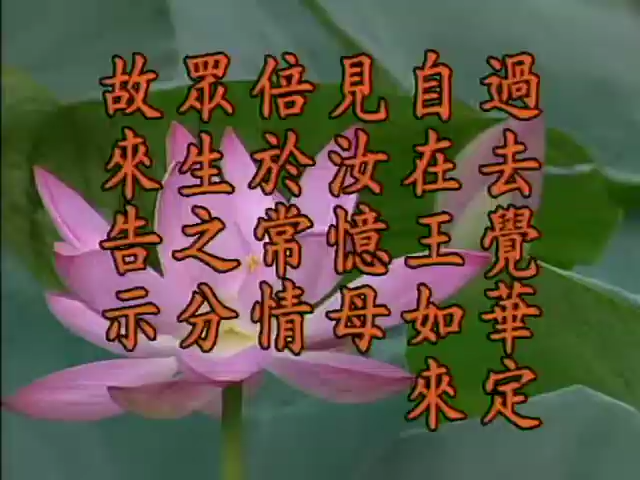 過去覺華定
自在王如來
見汝憶母
倍於常情
眾生之分
故來告示